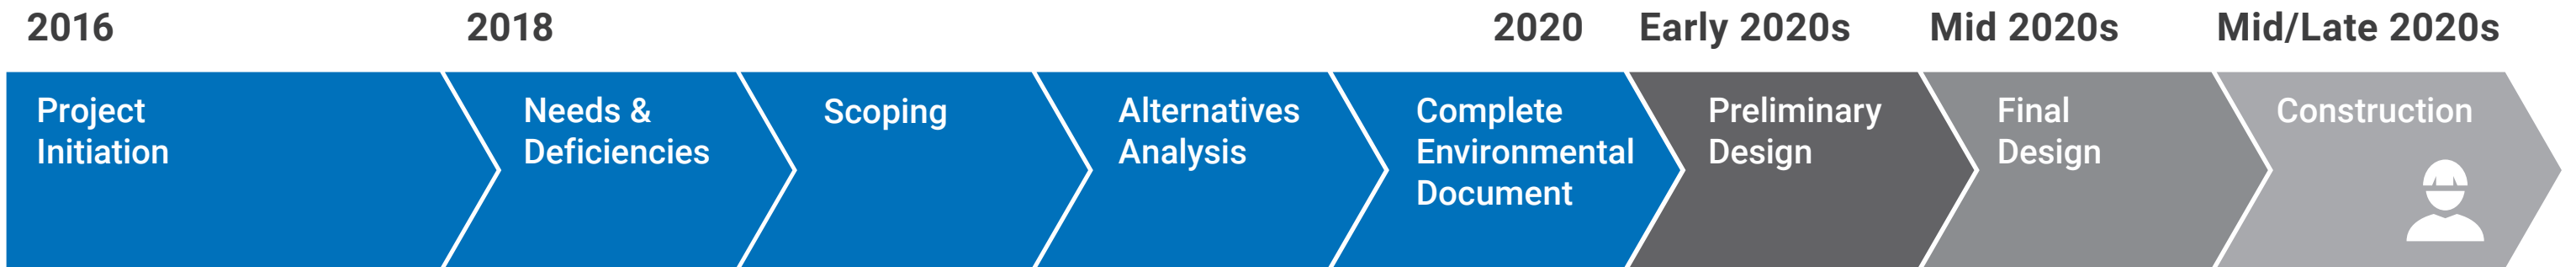 2016 2018 2020 Early 2020s Mid 2020s Mid/Late 2020s
Project
Initiation
Needs &
Deficiencies
Scoping
Alternatives
Analysis
Complete
Environmental
Document
Preliminary
Design
Final
Design
Construction